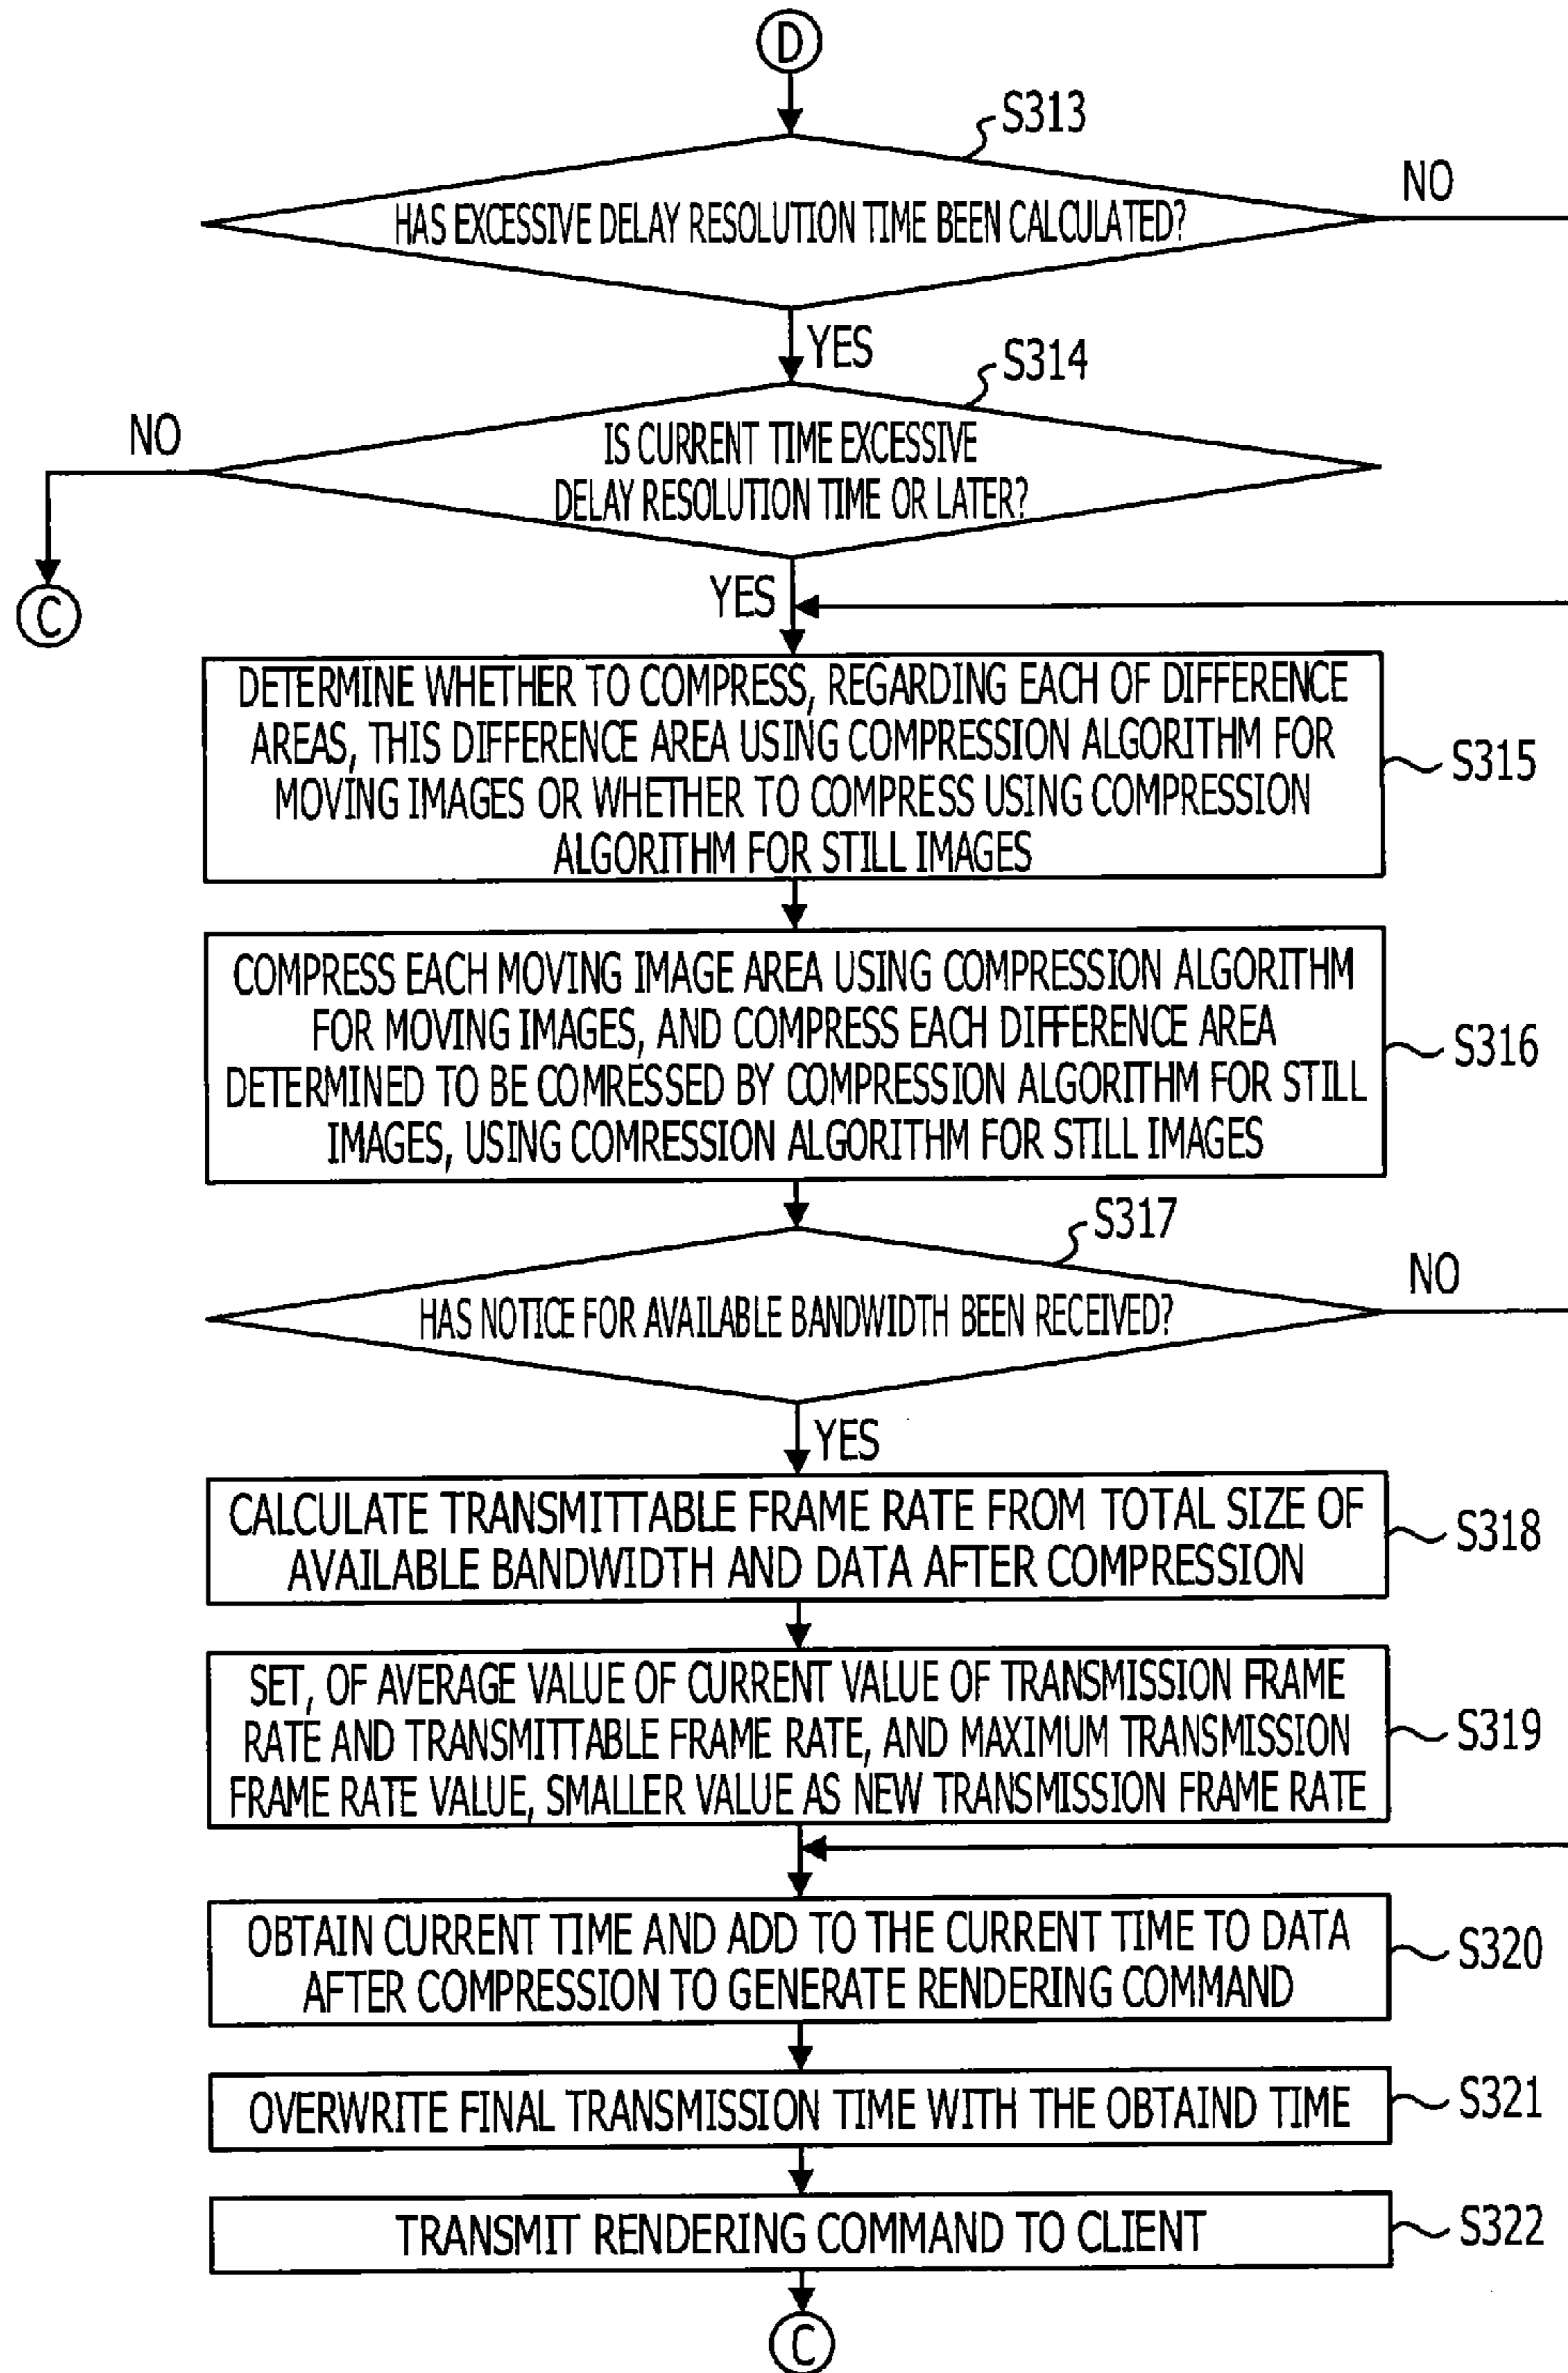 D
S313
HAS EXCESSIVE DELAY RESOLUTION TIME BEEN CALCULATED?
NO
YES
S314
IS CURRENT TIME EXCESSIVE
DELAY RESOLUTION TIME OR LATER?
NO
C
YES
DETERMINE WHETHER TO COMPRESS, REGARDING EACH OF DIFFERENCE
AREAS, THIS DIFFERENCE AREA USING COMPRESSION ALGORITHM FOR
MOVING IMAGES OR WHETHER TO COMPRESS USING COMPRESSION
ALGORITHM FOR STILL IMAGES
S315
COMPRESS EACH MOVING IMAGE AREA USING COMPRESSION ALGORITHM
FOR MOVING IMAGES, AND COMPRESS EACH DIFFERENCE AREA
DETERMINED TO BE COMRESSED BY COMPRESSION ALGORITHM FOR STILL
IMAGES, USING COMRESSION ALGORITHM FOR STILL IMAGES
S316
S317
HAS NOTICE FOR AVAILABLE BANDWIDTH BEEN RECEIVED?
NO
YES
CALCULATE TRANSMITTABLE FRAME RATE FROM TOTAL SIZE OF
AVAILABLE BANDWIDTH AND DATA AFTER COMPRESSION
S318
SET, OF AVERAGE VALUE OF CURRENT VALUE OF TRANSMISSION FRAME
RATE AND TRANSMITTABLE FRAME RATE, AND MAXIMUM TRANSMISSION
FRAME RATE VALUE, SMALLER VALUE AS NEW TRANSMISSION FRAME RATE
S319
OBTAIN CURRENT TIME AND ADD TO THE CURRENT TIME TO DATA
AFTER COMPRESSION TO GENERATE RENDERING COMMAND
S320
OVERWRITE FINAL TRANSMISSION TIME WITH THE OBTAIND TIME
S321
TRANSMIT RENDERING COMMAND TO CLIENT
S322
C